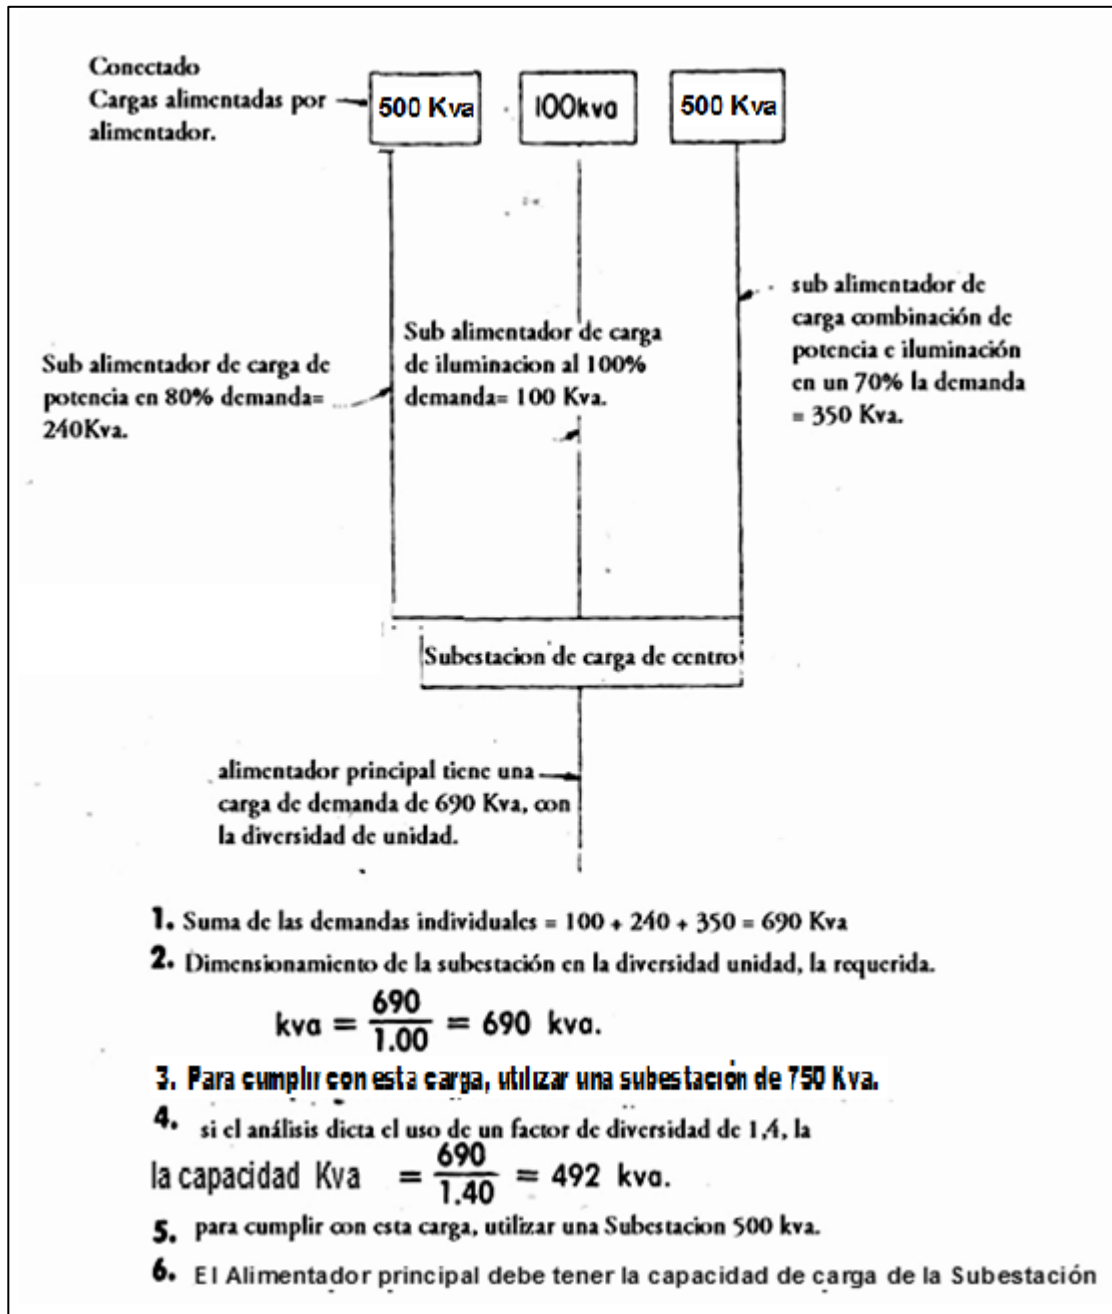 Conectado
Cargas alimentadas por
alimentador.
500 Kva
100kva
500 Kva
Sub alimentador de carga de
potencia en 80% demanda=
240Kva.
Sub alimentador de carga
de iluminacion al 100%
demanda= 100 Kva.
sub alimentador de
carga combinación de
potencia e iluminación
en un 70% la demanda
= 350 Kva.
Subestacion de carga de centro
alimentador principal tiene una
carga de demanda de 690 Kva, con
la diversidad de unidad.
1. Suma de las demandas individuales = 100 + 240 + 350 = 690 Kva
2. Dimensionamiento de la subestación en la diversidad unidad, la requerida.
kva = 690/1.00 = 690 kva.
3. Para cumplir con esta carga, utilizar una subestación de 750 Kva.
4. si el análisis dicta el uso de un factor de diversidad de 1,4, la
la capacidad Kva = 690/1.40 = 492 kva.
5. para cumplir con esta carga, utilizar una Subestacion 500 kva.
6. El Alimentador principal debe tener la capacidad de carga de la Subestación